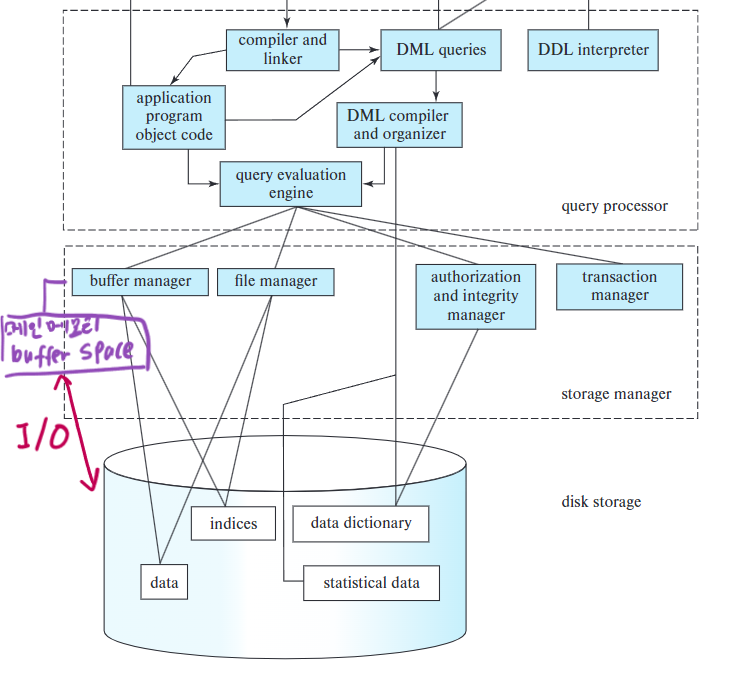 compiler and
linker
DML queries
DDL interpreter
application
program
object code
DML compiler
and organizer
query evaluation
engine
query processor
buffer manager
file manager
authorization
and integrity
manager
transaction
manager
메인메모리
buffer space
storage manager
I/O
disk storage
indices
data dictionary
data
statistical data